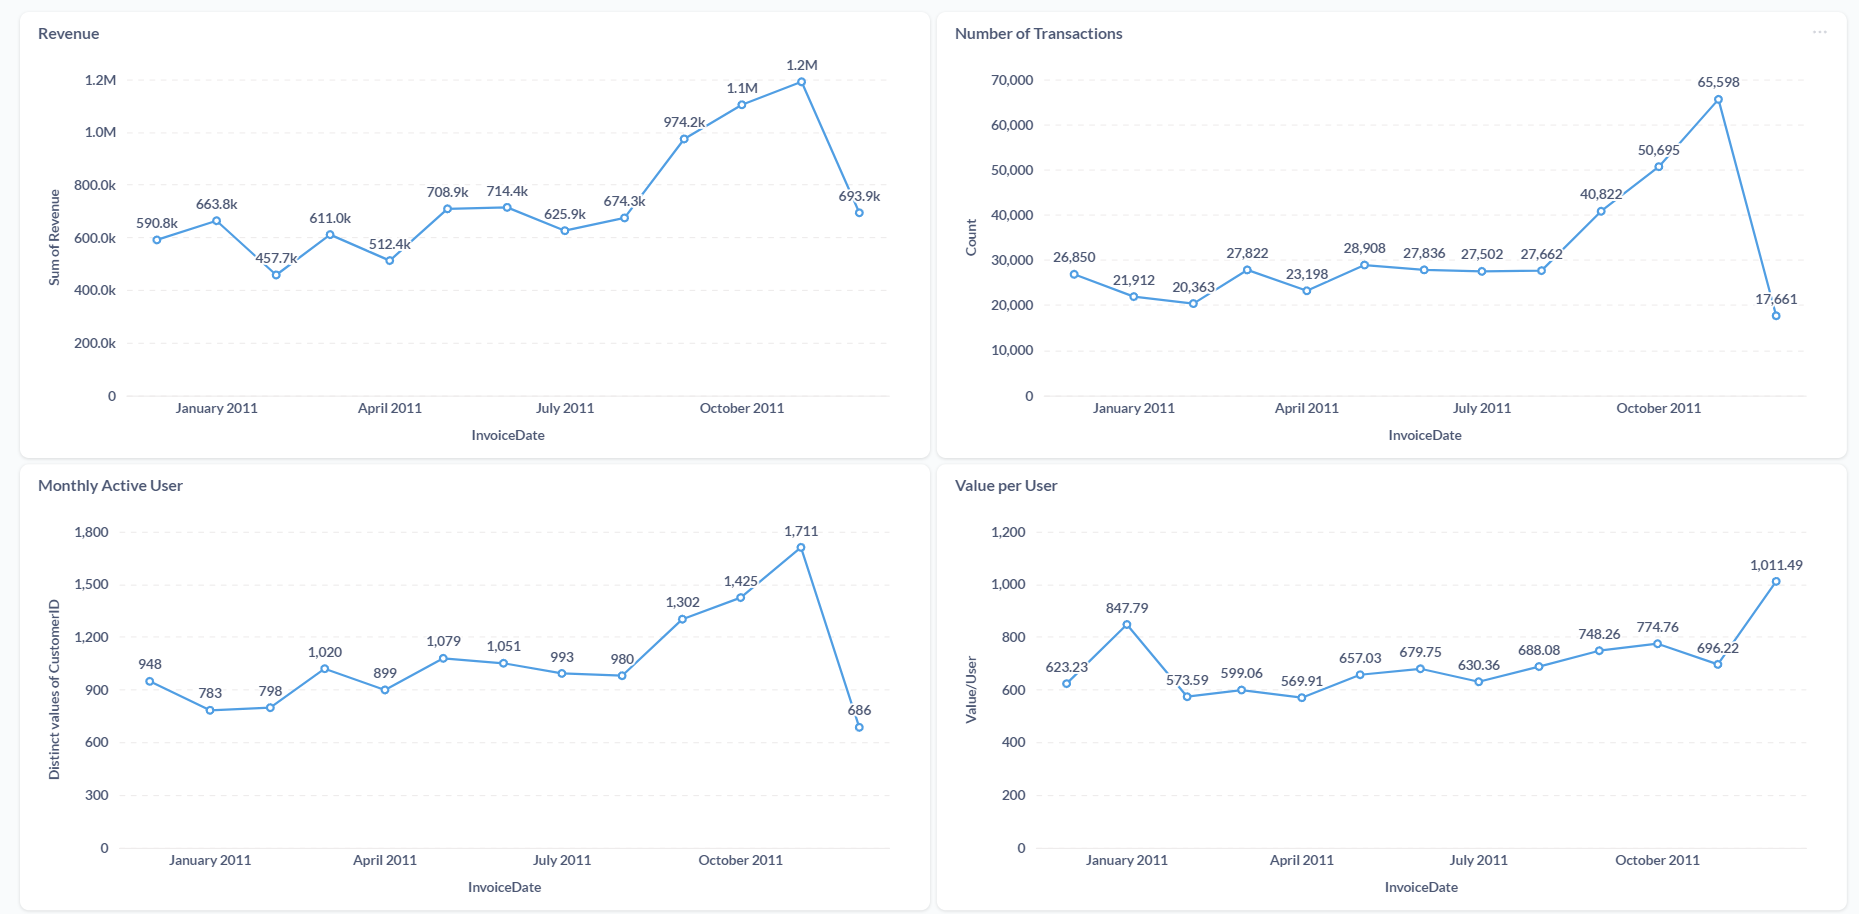 Revenue
1.2M
1.0M
800.0k
600.0k
400.0k
200.0k
0
Sum of Revenue
590.8k
663.8k
457.7k
611.0k
512.4k
708.9k
714.4k
625.9k
674.3k
974.2k
1.1M
1.2M
693.9k
January 2011
April 2011
July 2011
October 2011
InvoiceDate
Number of Transactions
...
70,000
60,000
50,000
40,000
30,000
20,000
10,000
0
Count
26,850
21,912
20,363
27,822
23,198
28,908
27,836
27,502
27,662
40,822
50,695
65,598
17,661
January 2011
April 2011
July 2011
October 2011
InvoiceDate
Monthly Active User
1,800
1,500
1,200
900
600
300
0
Distinct values of CustomerID
948
783
798
1,020
899
1,079
1,051
993
980
1,302
1,425
1,711
686
January 2011
April 2011
July 2011
October 2011
InvoiceDate
Value per User
1,200
1,000
800
600
400
200
0
Value/User
623.23
847.79
573.59
599.06
569.91
657.03
679.75
630.36
688.08
748.26
774.76
696.22
1,011.49
January 2011
April 2011
July 2011
October 2011
InvoiceDate